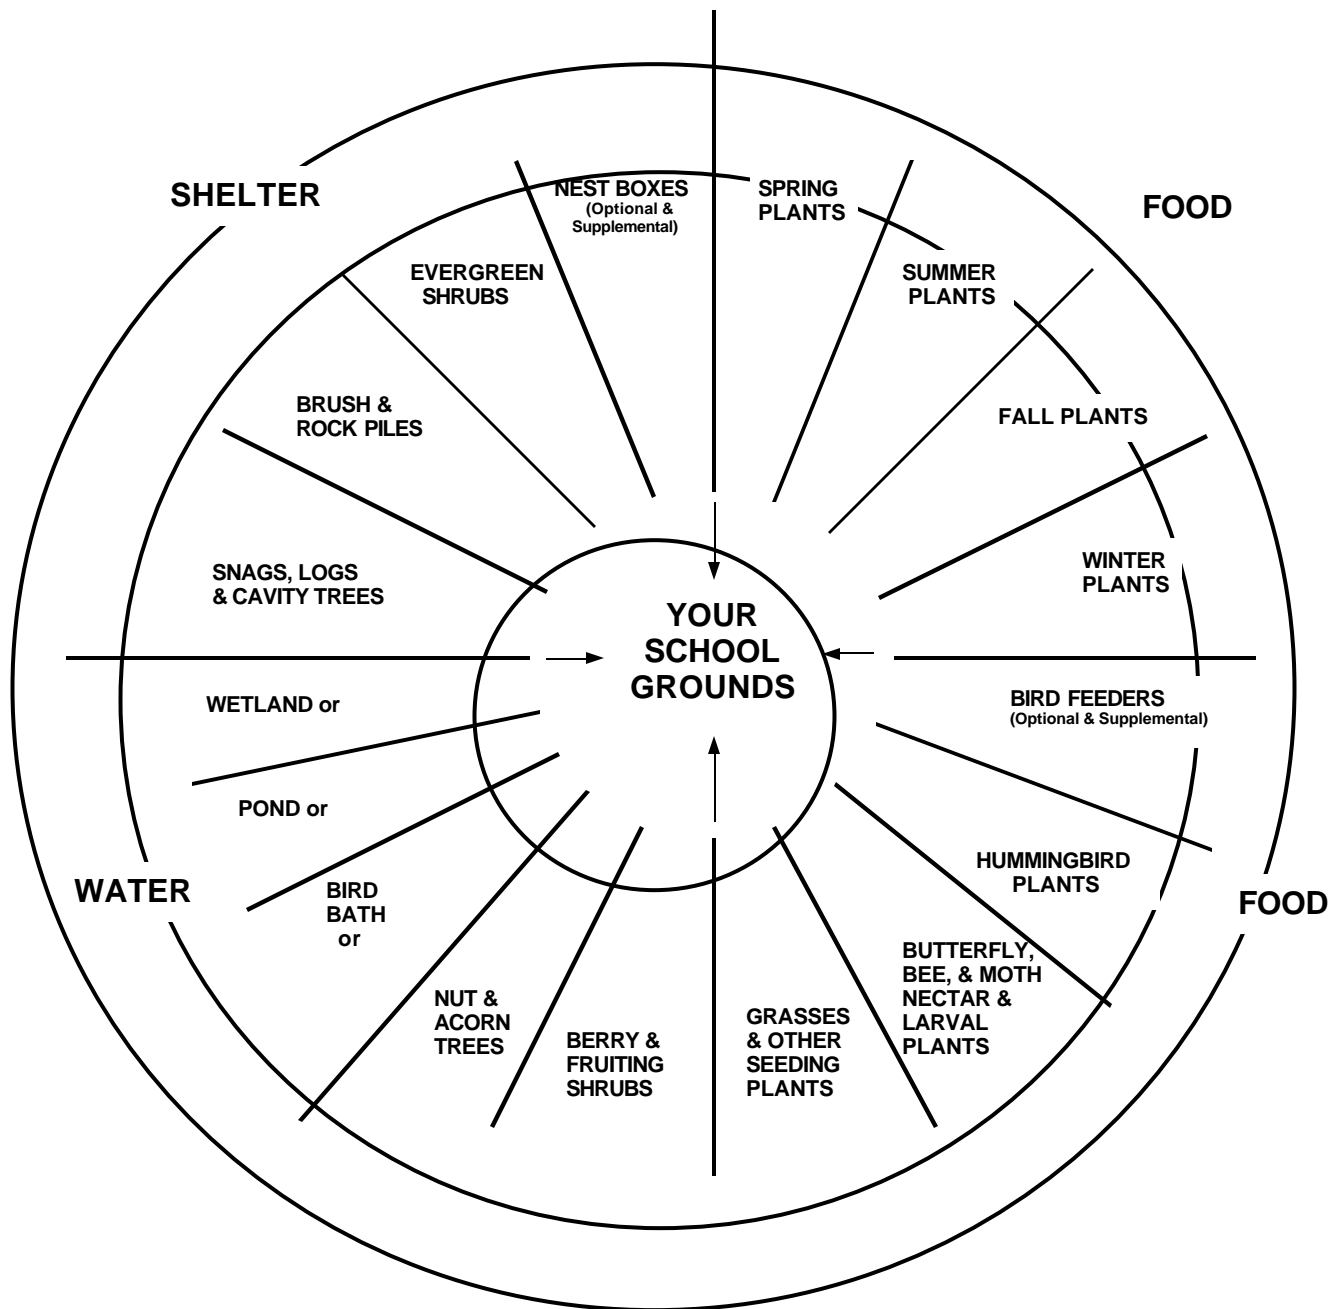 SHELTER
FOOD
NEST BOXES
(Optional &
Supplemental)
SPRING
PLANTS
EVERGREEN
SHRUBS
SUMMER
PLANTS
BRUSH &
ROCK PILES
FALL PLANTS
SNAGS, LOGS
& CAVITY TREES
WINTER
PLANTS
YOUR
SCHOOL
GROUNDS
WETLAND or
BIRD FEEDERS
(Optional & Supplemental)
POND or
HUMMINGBIRD
PLANTS
WATER
FOOD
BIRD
BATH
or
BUTTERFLY,
BEE, & MOTH
NECTAR &
LARVAL
PLANTS
NUT &
ACORN
TREES
BERRY &
FRUITING
SHRUBS
GRASSES
& OTHER
SEEDING
PLANTS